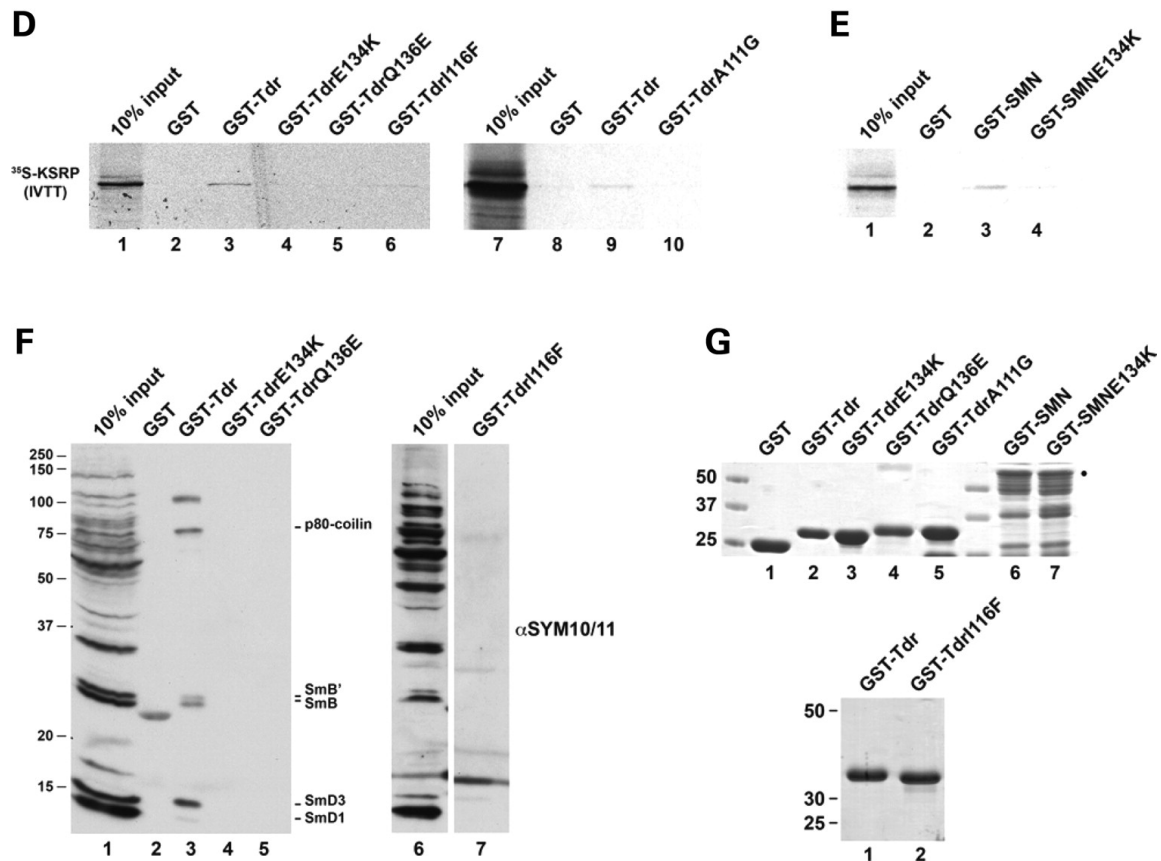 D
10% input
GST
GST-Tdr
GST-TdrE134K
GST-TdrQ136E
GST-TdrI116F
10% input
GST
GST-Tdr
GST-TdrA111G
³⁵S-KSRP
(IVTT)
1 2 3 4 5 6 7 8 9 10
E
10% input
GST
GST-SMN
GST-SMNE134K
1 2 3 4
F
10% input
GST
GST-Tdr
GST-TdrE134K
GST-TdrQ136E
10% input
GST-TdrI116F
250
150
100
75
50
37
20
15
p80-coilin
SmB'
SmB
SmD3
SmD1
αSYM10/11
1 2 3 4 5 6 7
G
GST
GST-Tdr
GST-TdrE134K
GST-TdrQ136E
GST-TdrA111G
GST-SMN
GST-SMNE134K
50
37
25
1 2 3 4 5 6 7
GST-Tdr
GST-TdrI116F
50
30
25
1 2